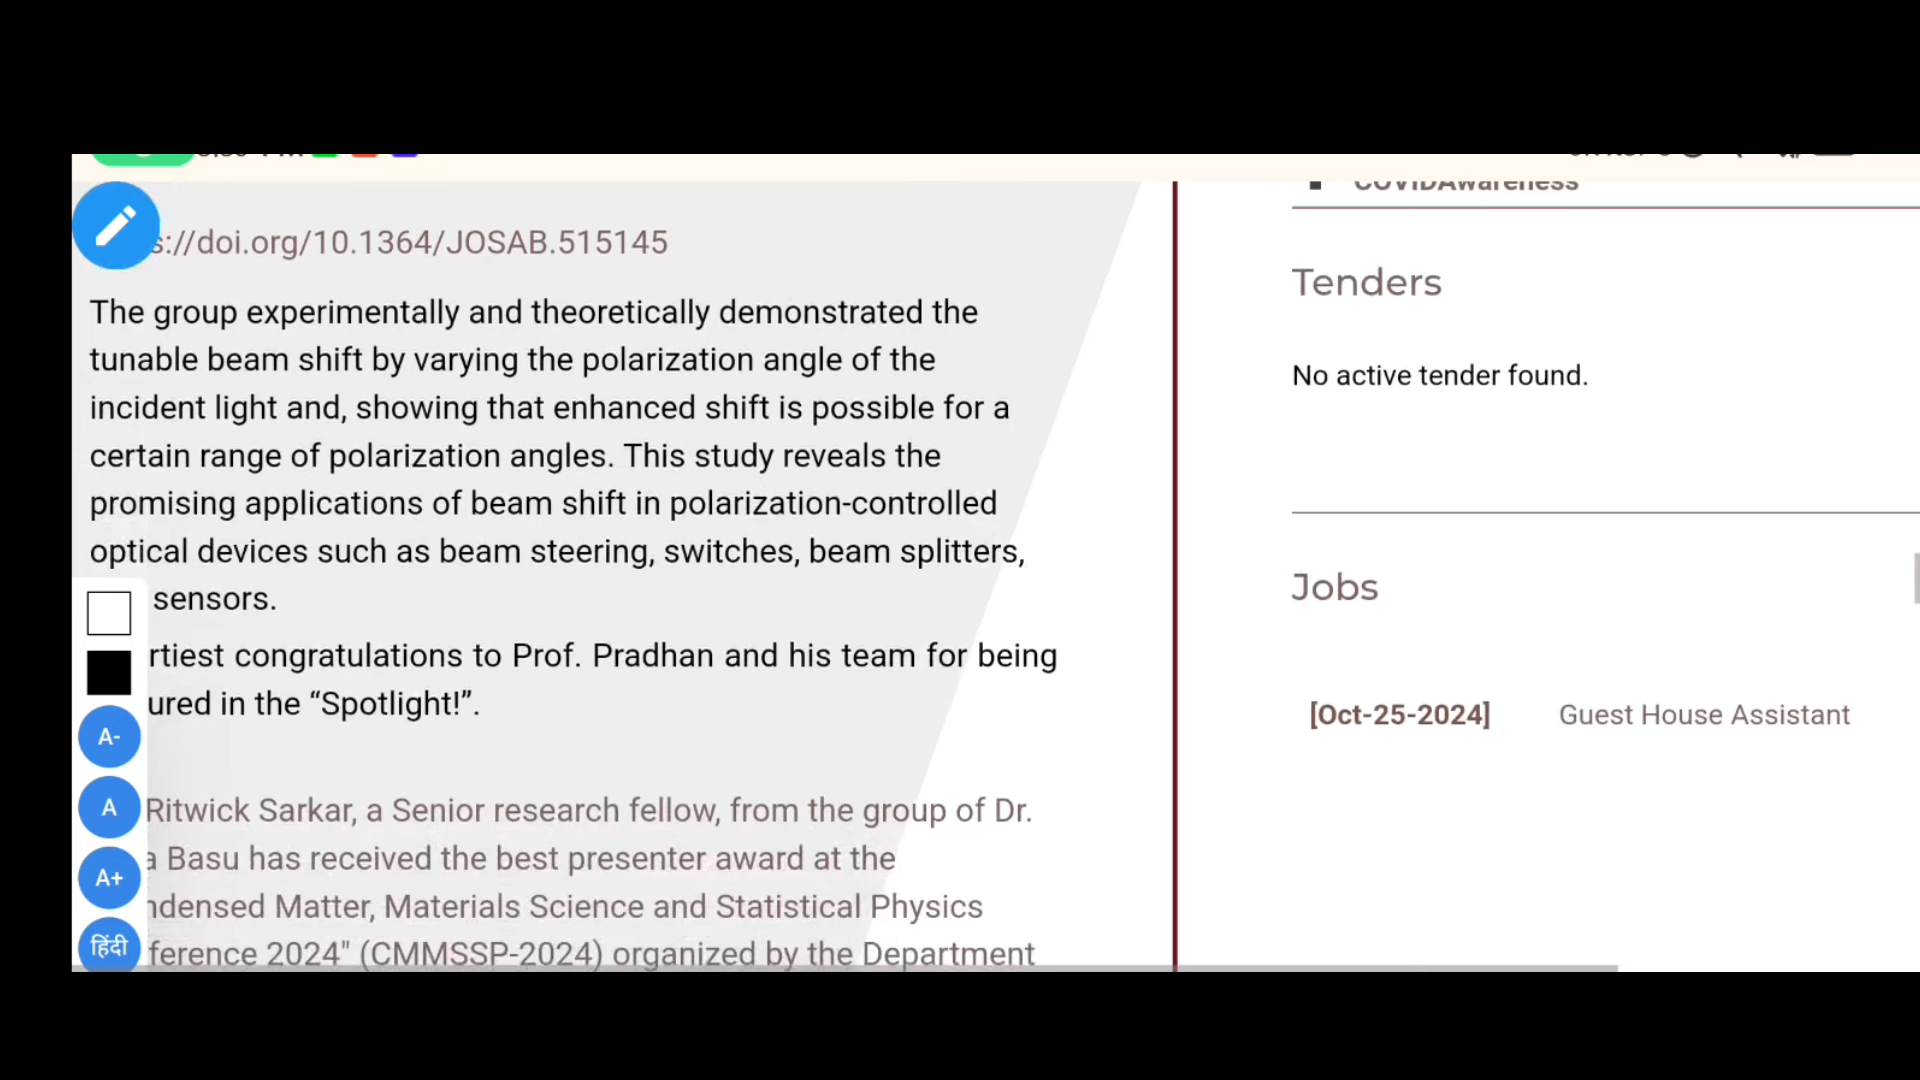 s://doi.org/10.1364/JOSAB.515145
The group experimentally and theoretically demonstrated the
tunable beam shift by varying the polarization angle of the
incident light and, showing that enhanced shift is possible for a
certain range of polarization angles. This study reveals the
promising applications of beam shift in polarization-controlled
optical devices such as beam steering, switches, beam splitters,
sensors.
rtiest congratulations to Prof. Pradhan and his team for being
ured in the “Spotlight!”.
Ritwick Sarkar, a Senior research fellow, from the group of Dr.
a Basu has received the best presenter award at the
ndensed Matter, Materials Science and Statistical Physics
ference 2024" (CMMSSP-2024) organized by the Department
A-
A
A+
हिंदी
COVIDAwareness
Tenders
No active tender found.
Jobs
[Oct-25-2024] Guest House Assistant